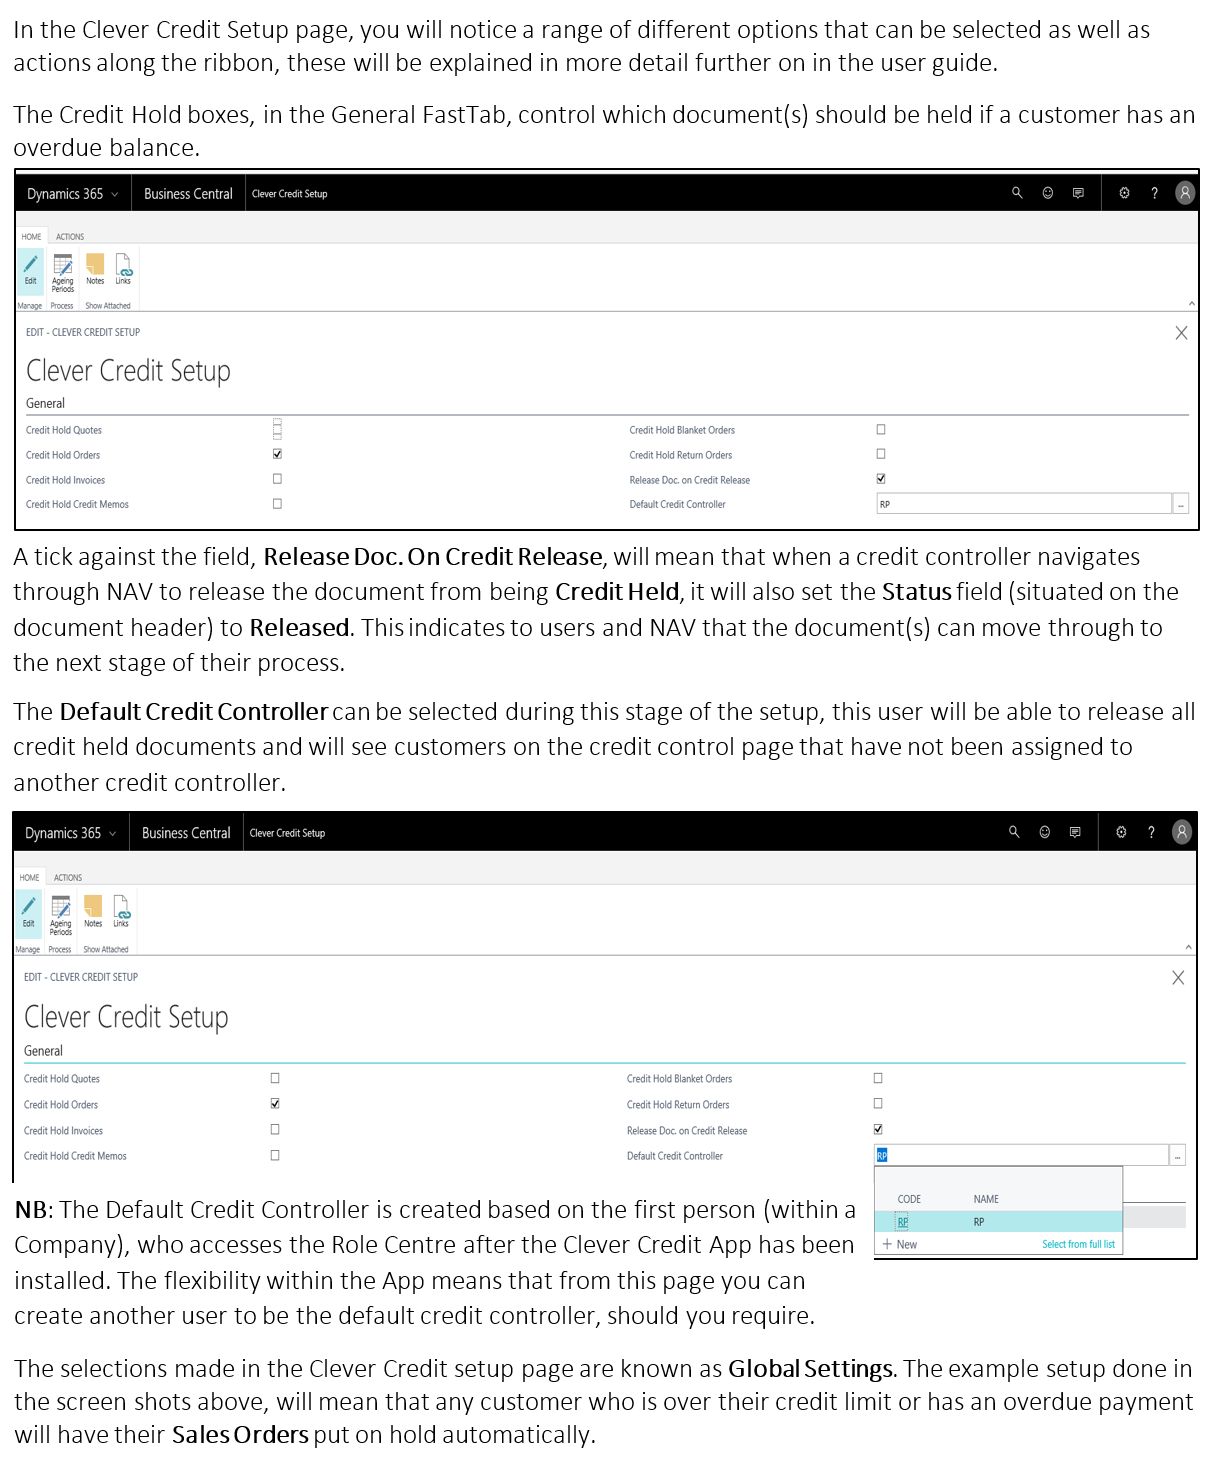 In the Clever Credit Setup page, you will notice a range of different options that can be selected as well as
actions along the ribbon, these will be explained in more detail further on in the user guide.
The Credit Hold boxes, in the General FastTab, control which document(s) should be held if a customer has an
overdue balance.
Dynamics 365 Business Central Clever Credit Setup ?
HOME ACTIONS
Edit Ageing Periods Notes Links
Manage Process Show Attached
EDIT - CLEVER CREDIT SETUP
Clever Credit Setup
General
Credit Hold Quotes Credit Hold Blanket Orders
Credit Hold Orders Credit Hold Return Orders
Credit Hold Invoices Release Doc. on Credit Release
Credit Hold Credit Memos Default Credit Controller RP ...
A tick against the field, Release Doc. On Credit Release, will mean that when a credit controller navigates
through NAV to release the document from being Credit Held, it will also set the Status field (situated on the
document header) to Released. This indicates to users and NAV that the document(s) can move through to
the next stage of their process.
The Default Credit Controller can be selected during this stage of the setup, this user will be able to release all
credit held documents and will see customers on the credit control page that have not been assigned to
another credit controller.
Dynamics 365 Business Central Clever Credit Setup ?
HOME ACTIONS
Edit Ageing Periods Notes Links
Manage Process Show Attached
EDIT - CLEVER CREDIT SETUP
Clever Credit Setup
General
Credit Hold Quotes Credit Hold Blanket Orders
Credit Hold Orders Credit Hold Return Orders
Credit Hold Invoices Release Doc. on Credit Release
Credit Hold Credit Memos Default Credit Controller RP ...
CODE NAME
RP RP
+ New Select from full list
NB: The Default Credit Controller is created based on the first person (within a
Company), who accesses the Role Centre after the Clever Credit App has been
installed. The flexibility within the App means that from this page you can
create another user to be the default credit controller, should you require.
The selections made in the Clever Credit setup page are known as Global Settings. The example setup done in
the screen shots above, will mean that any customer who is over their credit limit or has an overdue payment
will have their Sales Orders put on hold automatically.